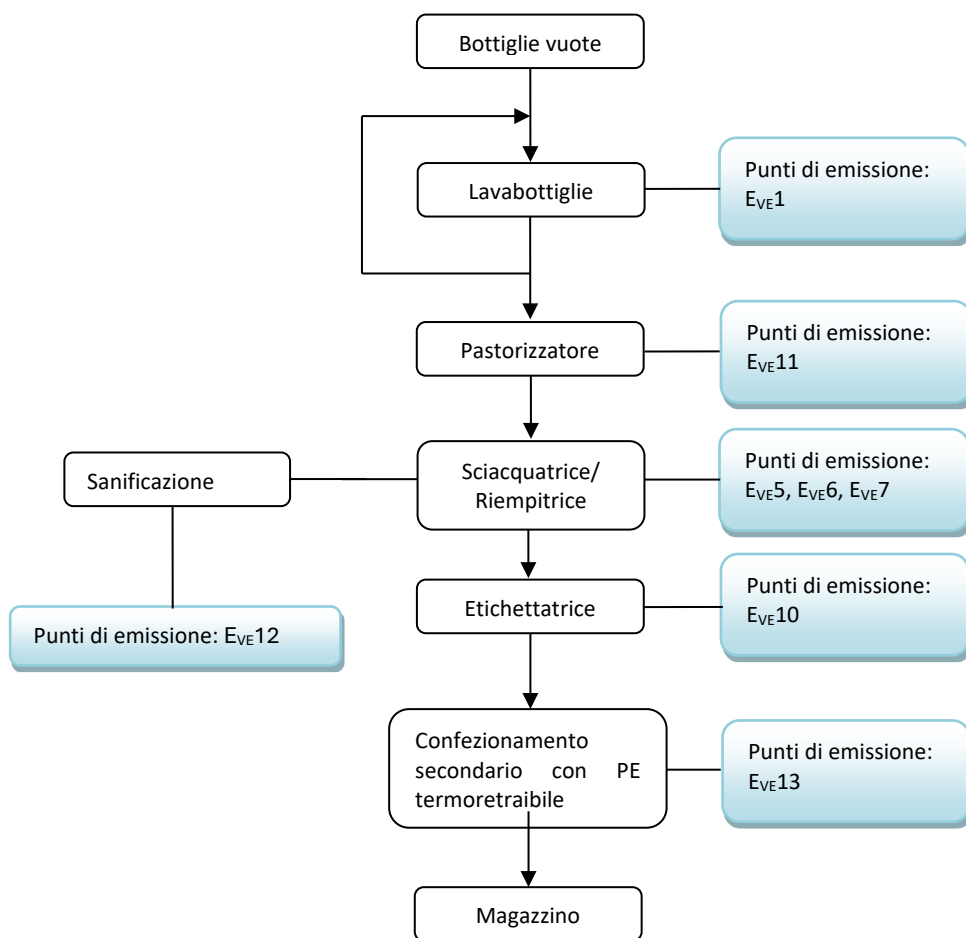 Bottiglie vuote
Lavabottiglie
Punti di emissione:
EVE1
Pastorizzatore
Punti di emissione:
EVE11
Sanificazione
Sciacquatrice/
Riempitrice
Punti di emissione:
EVE5, EVE6, EVE7
Punti di emissione: EVE12
Etichettatrice
Punti di emissione:
EVE10
Confezionamento
secondario con PE
termoretraibile
Punti di emissione:
EVE13
Magazzino